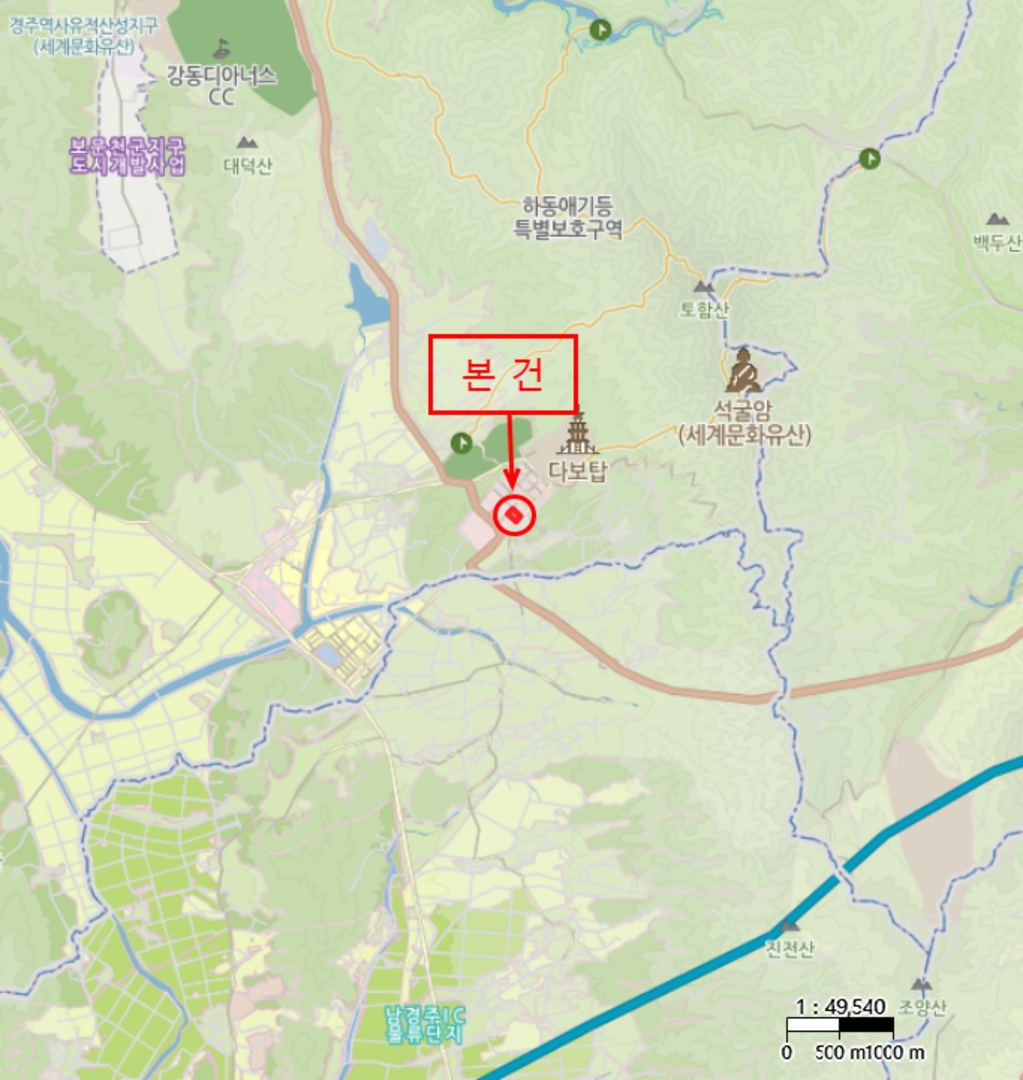 경주역사유적산성지구
(세계문화유산)
강동디아너스
CC
보문천군지구
도시개발사업
대덕산
하동애기등
특별보호구역
백두산
토함산
본 건
석굴암
(세계문화유산)
다보탑
진천산
남경주IC
물류단지
조양산
1 : 49,540
0 500 m1000 m